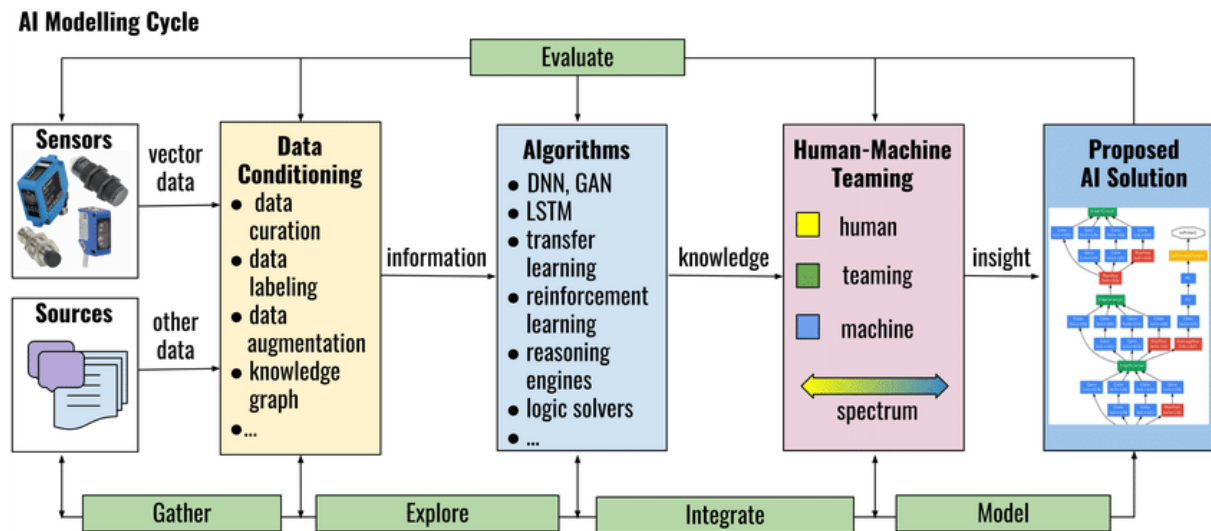 AI Modelling Cycle
Evaluate
Sensors
vector
data
Sources
other
data
Data
Conditioning
● data
curation
● data
labeling
● data
augmentation
● knowledge
graph
●...
information
Algorithms
● DNN, GAN
● LSTM
● transfer
learning
● reinforcement
learning
● reasoning
engines
● logic solvers
● ...
knowledge
Human-Machine
Teaming
human
teaming
machine
spectrum
insight
Proposed
AI Solution
Gather
Explore
Integrate
Model